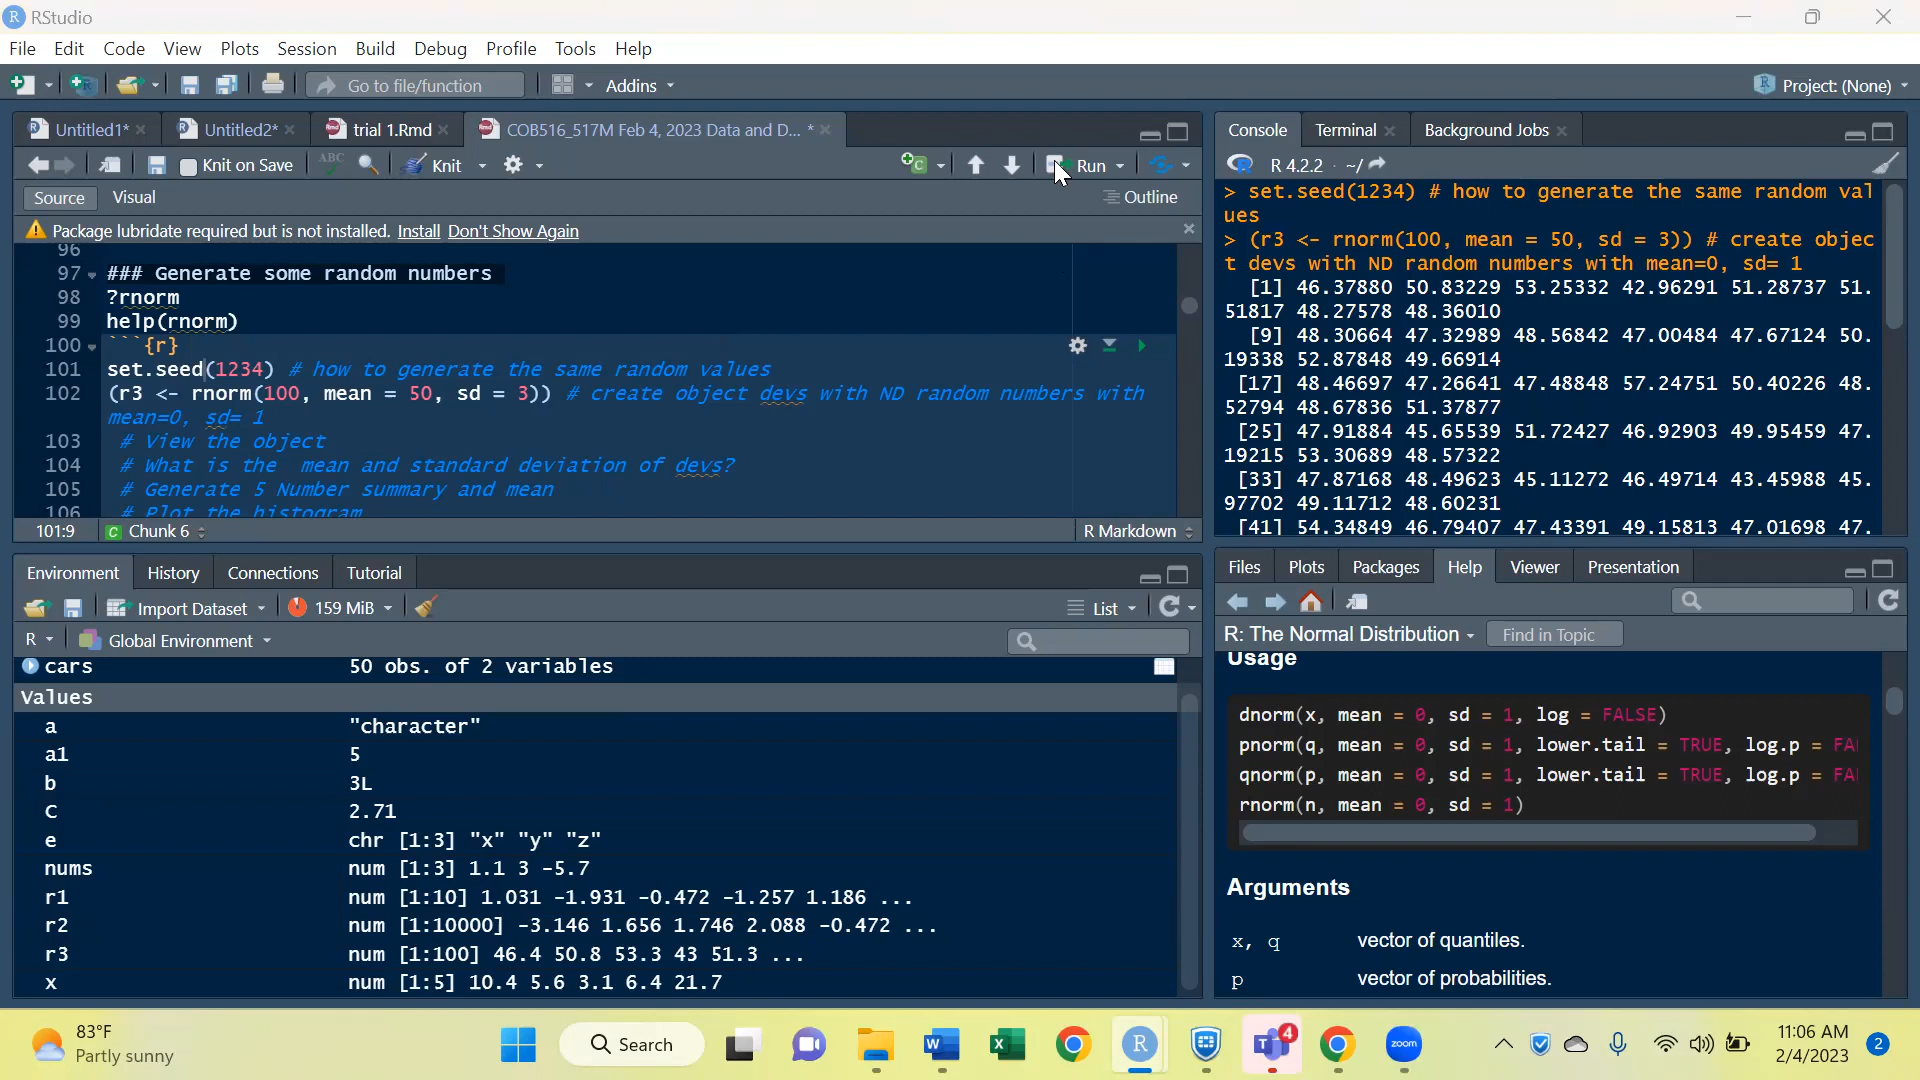 RStudio
File Edit Code View Plots Session Build Debug Profile Tools Help
Go to file/function Addins Project: (None)
Untitled1* Untitled2* trial 1.Rmd COB516_517M Feb 4, 2023 Data and D... *
Knit on Save ABC Knit Run
Source Visual Outline
Package lubridate required but is not installed. Install Don't Show Again
96
97 ### Generate some random numbers
98 ?rnorm
99 help(rnorm)
100 ```{r}
101 set.seed(1234) # how to generate the same random values
102 (r3 <- rnorm(100, mean = 50, sd = 3)) # create object devs with ND random numbers with
mean=0, sd= 1
103 # View the object
104 # What is the  mean and standard deviation of devs?
105 # Generate 5 Number summary and mean
106 # Plot the histogram
101:9 C Chunk 6 R Markdown
Console Terminal Background Jobs
R 4.2.2 · ~/
> set.seed(1234) # how to generate the same random val
ues
> (r3 <- rnorm(100, mean = 50, sd = 3)) # create objec
t devs with ND random numbers with mean=0, sd= 1
[1] 46.37880 50.83229 53.25332 42.96291 51.28737 51.
51817 48.27578 48.36010
[9] 48.30664 47.32989 48.56842 47.00484 47.67124 50.
19338 52.87848 49.66914
[17] 48.46697 47.26641 47.48848 57.24751 50.40226 48.
52794 48.67836 51.37877
[25] 47.91884 45.65539 51.72427 46.92903 49.95459 47.
19215 53.30689 48.57322
[33] 47.87168 48.49623 45.11272 46.49714 43.45988 45.
97702 49.11712 48.60231
[41] 54.34849 46.79407 47.43391 49.15813 47.01698 47.
Environment History Connections Tutorial
Import Dataset 159 MiB List
R Global Environment
cars 50 obs. of 2 variables
Values
a "character"
a1 5
b 3L
C 2.71
e chr [1:3] "x" "y" "z"
nums num [1:3] 1.1 3 -5.7
r1 num [1:10] 1.031 -1.931 -0.472 -1.257 1.186 ...
r2 num [1:10000] -3.146 1.656 1.746 2.088 -0.472 ...
r3 num [1:100] 46.4 50.8 53.3 43 51.3 ...
x num [1:5] 10.4 5.6 3.1 6.4 21.7
Files Plots Packages Help Viewer Presentation
R: The Normal Distribution Find in Topic
Usage
dnorm(x, mean = 0, sd = 1, log = FALSE)
pnorm(q, mean = 0, sd = 1, lower.tail = TRUE, log.p = FA
qnorm(p, mean = 0, sd = 1, lower.tail = TRUE, log.p = FA
rnorm(n, mean = 0, sd = 1)
Arguments
x, q vector of quantiles.
p vector of probabilities.
83°F
Partly sunny
Search
zoom
4
11:06 AM
2/4/2023
2